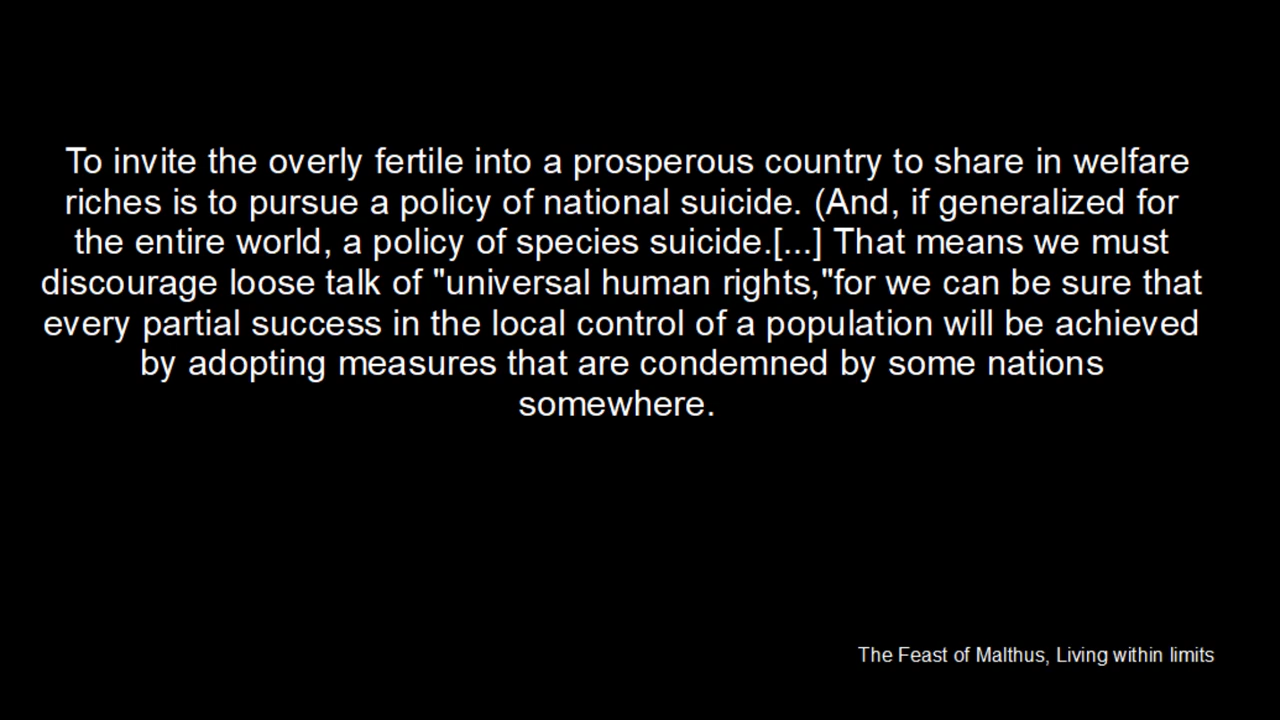 To invite the overly fertile into a prosperous country to share in welfare
riches is to pursue a policy of national suicide. (And, if generalized for
the entire world, a policy of species suicide.[...] That means we must
discourage loose talk of "universal human rights,"for we can be sure that
every partial success in the local control of a population will be achieved
by adopting measures that are condemned by some nations
somewhere.
The Feast of Malthus, Living within limits